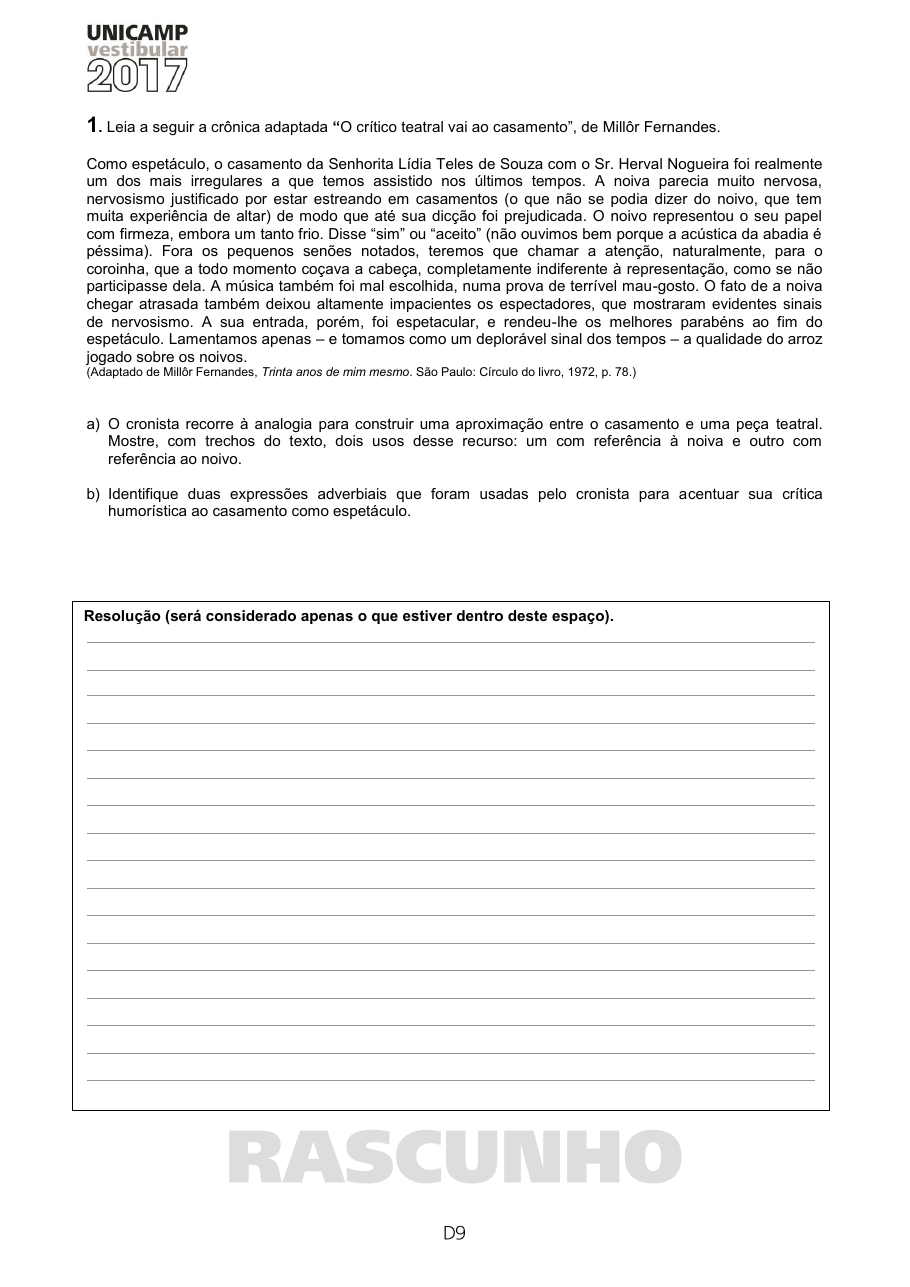 UNICAMP
vestibular
2017
1. Leia a seguir a crônica adaptada “O crítico teatral vai ao casamento”, de Millôr Fernandes.
Como espetáculo, o casamento da Senhorita Lídia Teles de Souza com o Sr. Herval Nogueira foi realmente
um dos mais irregulares a que temos assistido nos últimos tempos. A noiva parecia muito nervosa,
nervosismo justificado por estar estreando em casamentos (o que não se podia dizer do noivo, que tem
muita experiência de altar) de modo que até sua dicção foi prejudicada. O noivo representou o seu papel
com firmeza, embora um tanto frio. Disse “sim” ou “aceito” (não ouvimos bem porque a acústica da abadia é
péssima). Fora os pequenos senões notados, teremos que chamar a atenção, naturalmente, para o
coroinha, que a todo momento coçava a cabeça, completamente indiferente à representação, como se não
participasse dela. A música também foi mal escolhida, numa prova de terrível mau-gosto. O fato de a noiva
chegar atrasada também deixou altamente impacientes os espectadores, que mostraram evidentes sinais
de nervosismo. A sua entrada, porém, foi espetacular, e rendeu-lhe os melhores parabéns ao fim do
espetáculo. Lamentamos apenas – e tomamos como um deplorável sinal dos tempos – a qualidade do arroz
jogado sobre os noivos.
(Adaptado de Millôr Fernandes, Trinta anos de mim mesmo. São Paulo: Círculo do livro, 1972, p. 78.)
a) O cronista recorre à analogia para construir uma aproximação entre o casamento e uma peça teatral.
Mostre, com trechos do texto, dois usos desse recurso: um com referência à noiva e outro com
referência ao noivo.
b) Identifique duas expressões adverbiais que foram usadas pelo cronista para acentuar sua crítica
humorística ao casamento como espetáculo.
Resolução (será considerado apenas o que estiver dentro deste espaço).
RASCUNHO
D9